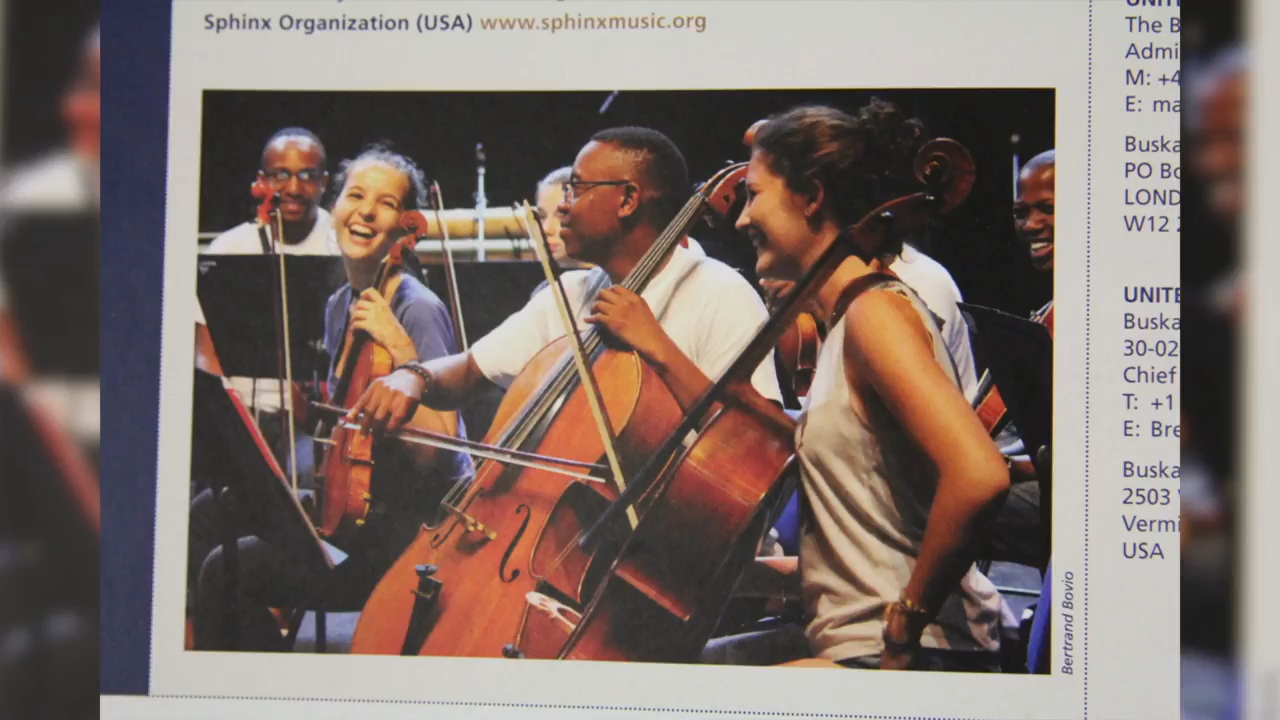 Sphinx Organization (USA) www.sphinxmusic.org
The B
Admi
M: +4
E: ma
Buska
PO Bo
LOND
W12
UNITE
Buska
30-02
Chief
T: +1
E: Bre
Buska
2503
Vermi
USA
Bertrand Bovio